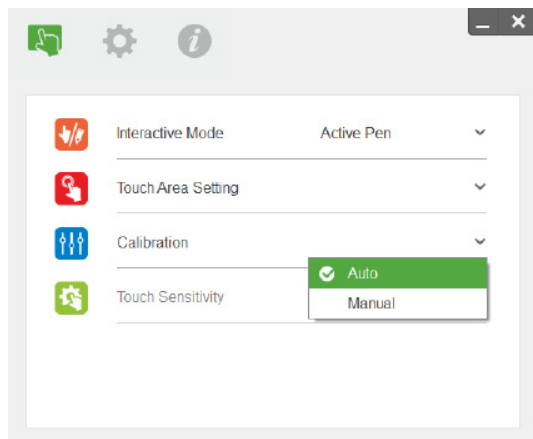 Interactive Mode Active Pen
Touch Area Setting
Calibration
Auto
Touch Sensitivity
Manual